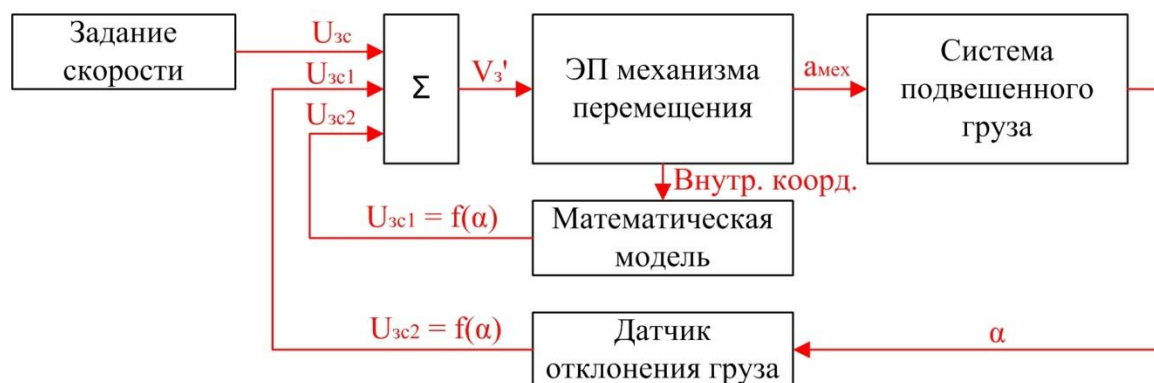 Задание
скорости
Uзс
Uзс1
Uзс2
Σ
Vз'
ЭП механизма
перемещения
aмех
Система
подвешенного
груза
Внутр. коорд.
Uзс1 = f(α)
Математическая
модель
Uзс2 = f(α)
Датчик
отклонения груза
α